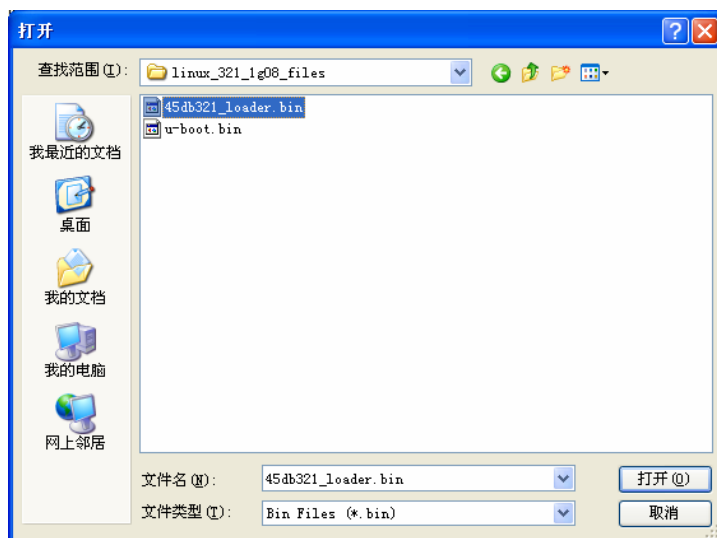 打开
查找范围(I):
linux_321_1g08_files
45db321_loader.bin
u-boot.bin
我最近的文档
桌面
我的文档
我的电脑
网上邻居
文件名(N):
45db321_loader.bin
打开(O)
文件类型(T):
Bin Files (*.bin)
取消